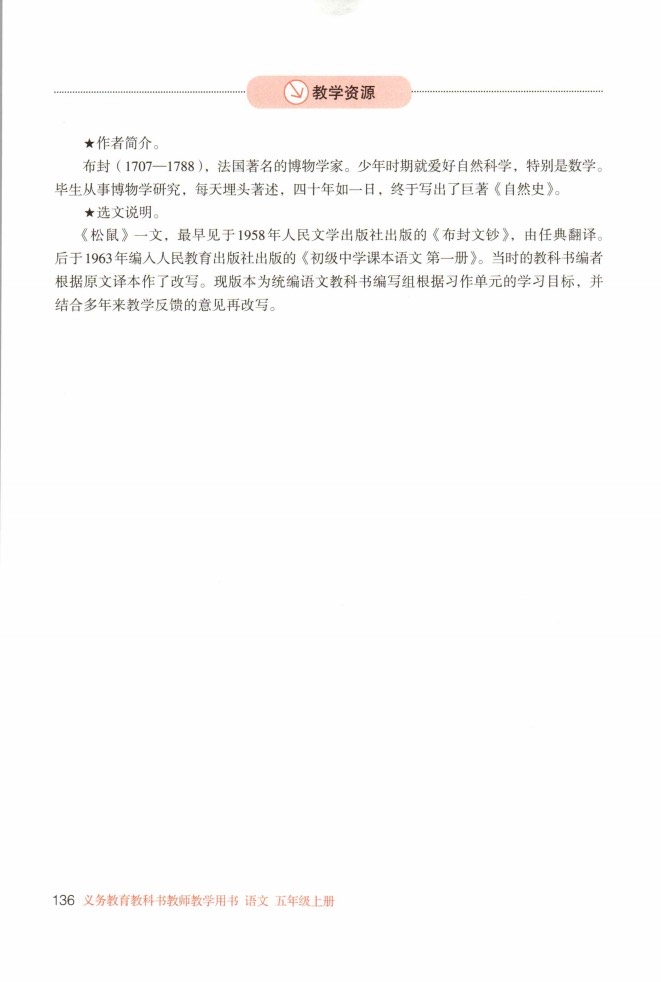 教学资源
★作者简介。
布封（1707—1788），法国著名的博物学家。少年时期就爱好自然科学，特别是数学。
毕生从事博物学研究，每天埋头著述，四十年如一日，终于写出了巨著《自然史》。
★选文说明。
《松鼠》一文，最早见于1958年人民文学出版社出版的《布封文钞》，由任典翻译。
后于1963年编入人民教育出版社出版的《初级中学课本语文 第一册》。当时的教科书编者
根据原文译本作了改写。现版本为统编语文教科书编写组根据习作单元的学习目标，并
结合多年来教学反馈的意见再改写。
136 义务教育教科书教师教学用书 语文 五年级上册